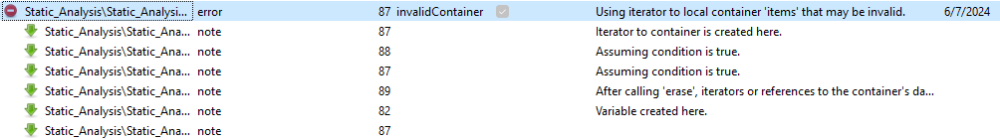 Static_Analysis\Static_Analysi... error 87 invalidContainer Using iterator to local container 'items' that may be invalid. 6/7/2024
Static_Analysis\Static_Ana... note 87 Iterator to container is created here.
Static_Analysis\Static_Ana... note 88 Assuming condition is true.
Static_Analysis\Static_Ana... note 87 Assuming condition is true.
Static_Analysis\Static_Ana... note 89 After calling 'erase', iterators or references to the container's da...
Static_Analysis\Static_Ana... note 82 Variable created here.
Static_Analysis\Static_Ana... note 87